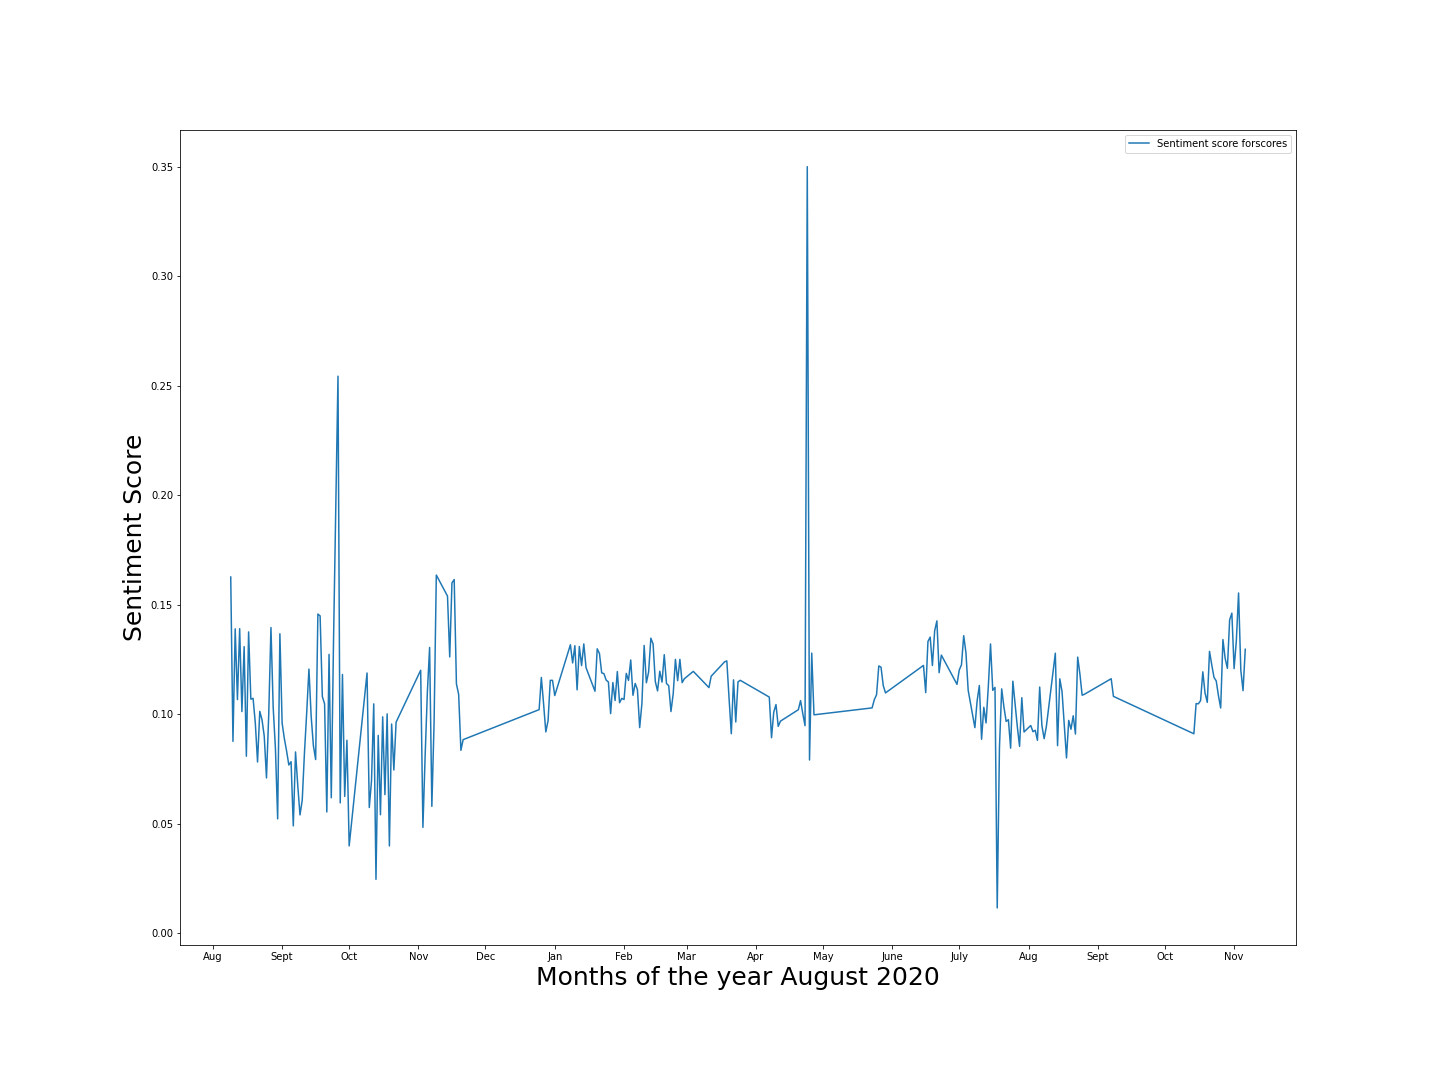 Sentiment score forscores
0.35
0.30
0.25
0.20
0.15
0.10
0.05
0.00
Sentiment Score
Aug Sept Oct Nov Dec Jan Feb Mar Apr May June July Aug Sept Oct Nov
Months of the year August 2020